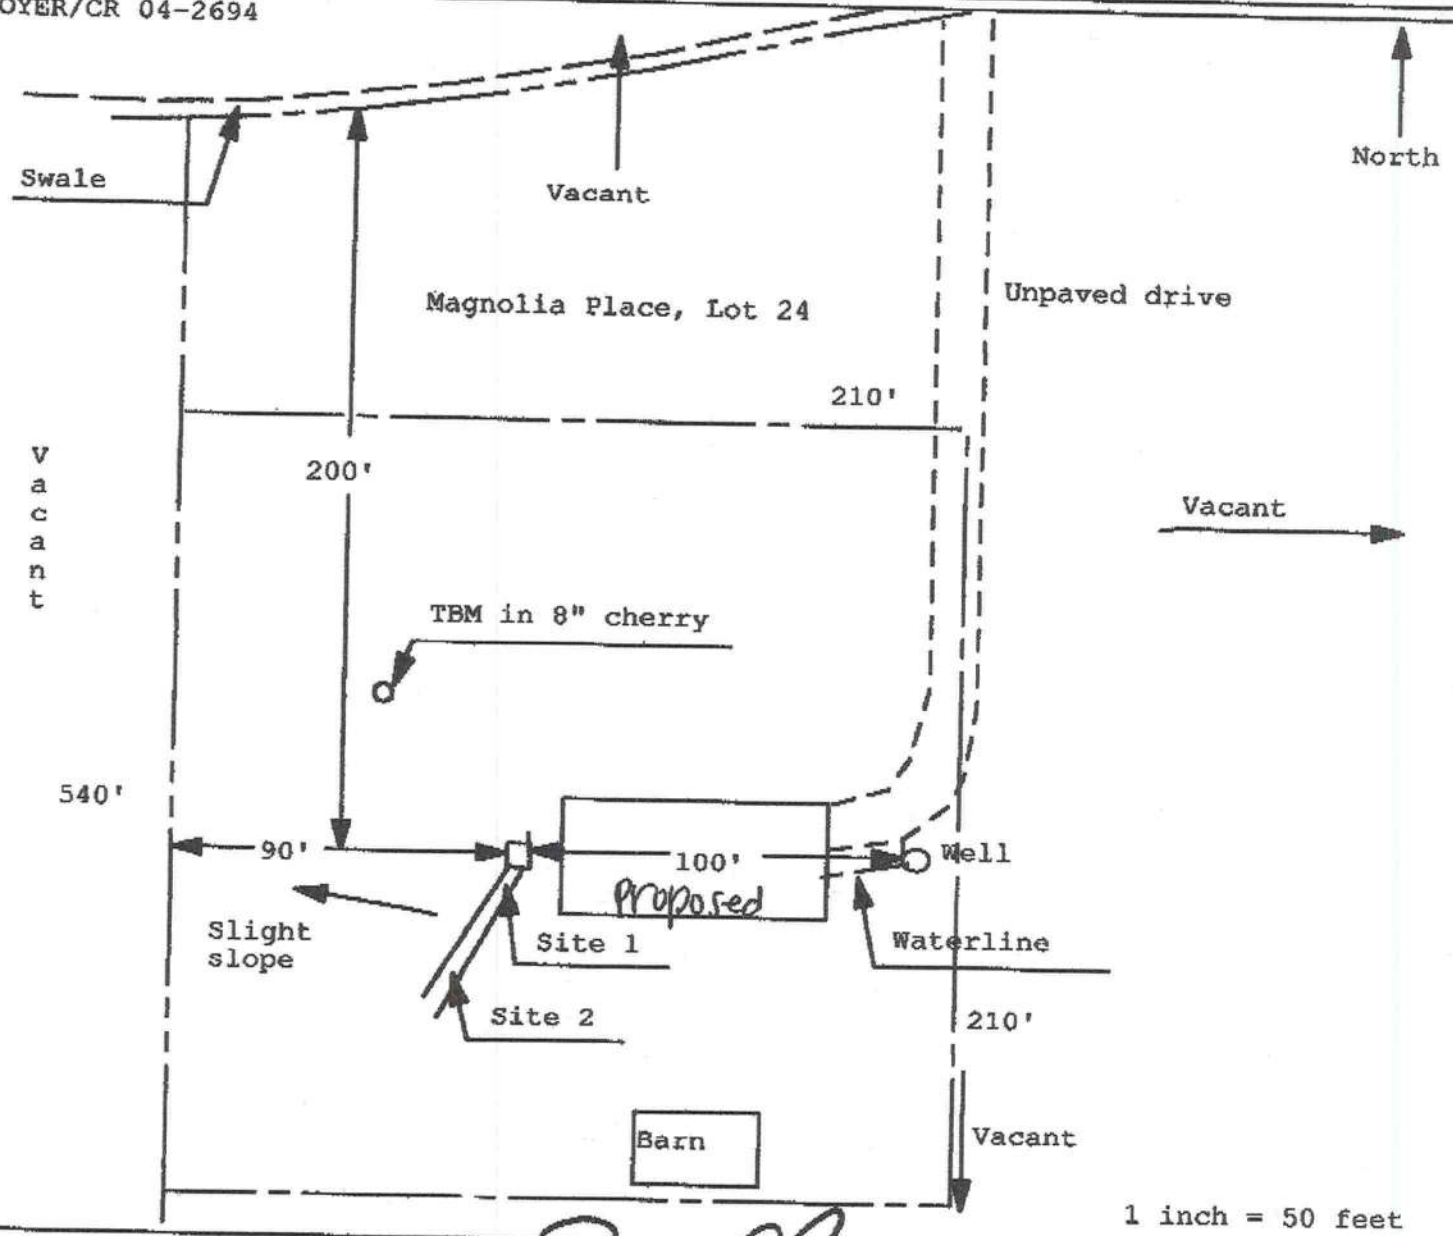 OYER/CR 04-2694
Swale
Vacant
North
Magnolia Place, Lot 24
Unpaved drive
210'
Vacant
200'
Vacant
TBM in 8" cherry
540'
90'
100'
Well
proposed
Slight
slope
Site 1
Waterline
Site 2
210'
Barn
Vacant
1 inch = 50 feet